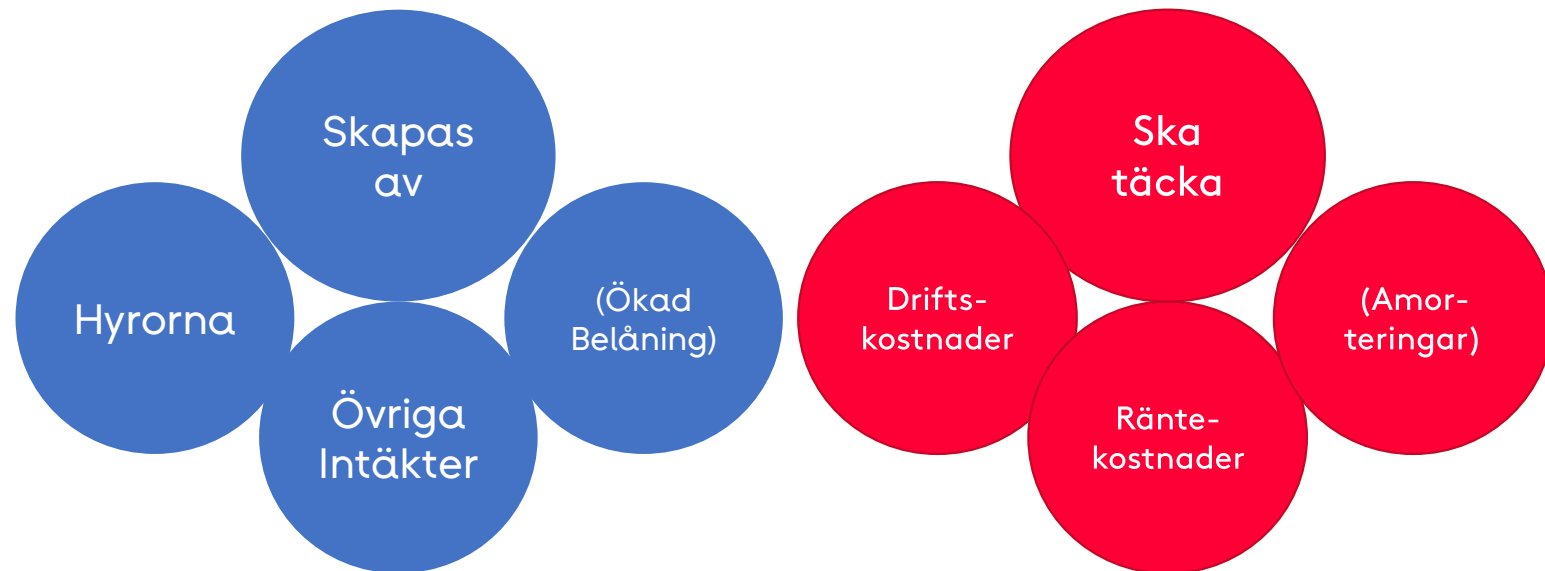 Skapas
av
Hyrorna
Övriga
Intäkter
(Ökad
Belåning)
Ska
täcka
Drifts-
kostnader
Ränte-
kostnader
(Amor-
teringar)